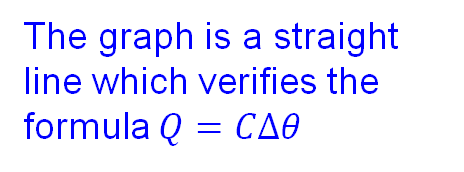 The graph is a straight
line which verifies the
formula Q = CΔθ